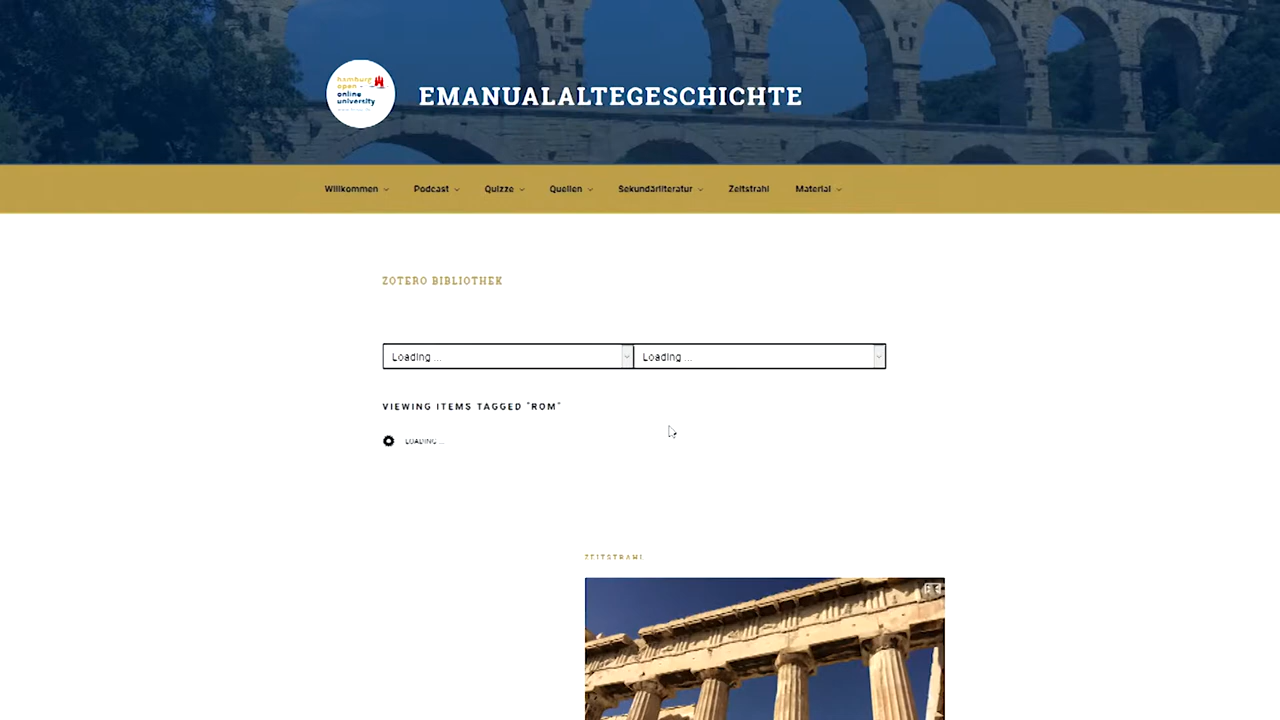 hamburg
open
online
university
EMANUALALTEGESCHICHTE
Willkommen Podcast Quizze Quellen Sekundärliteratur Zeitstrahl Material
ZOTERO BIBLIOTHEK
Loading ... Loading ...
VIEWING ITEMS TAGGED "ROM"
LOADING ...
ZEITSTRAHL